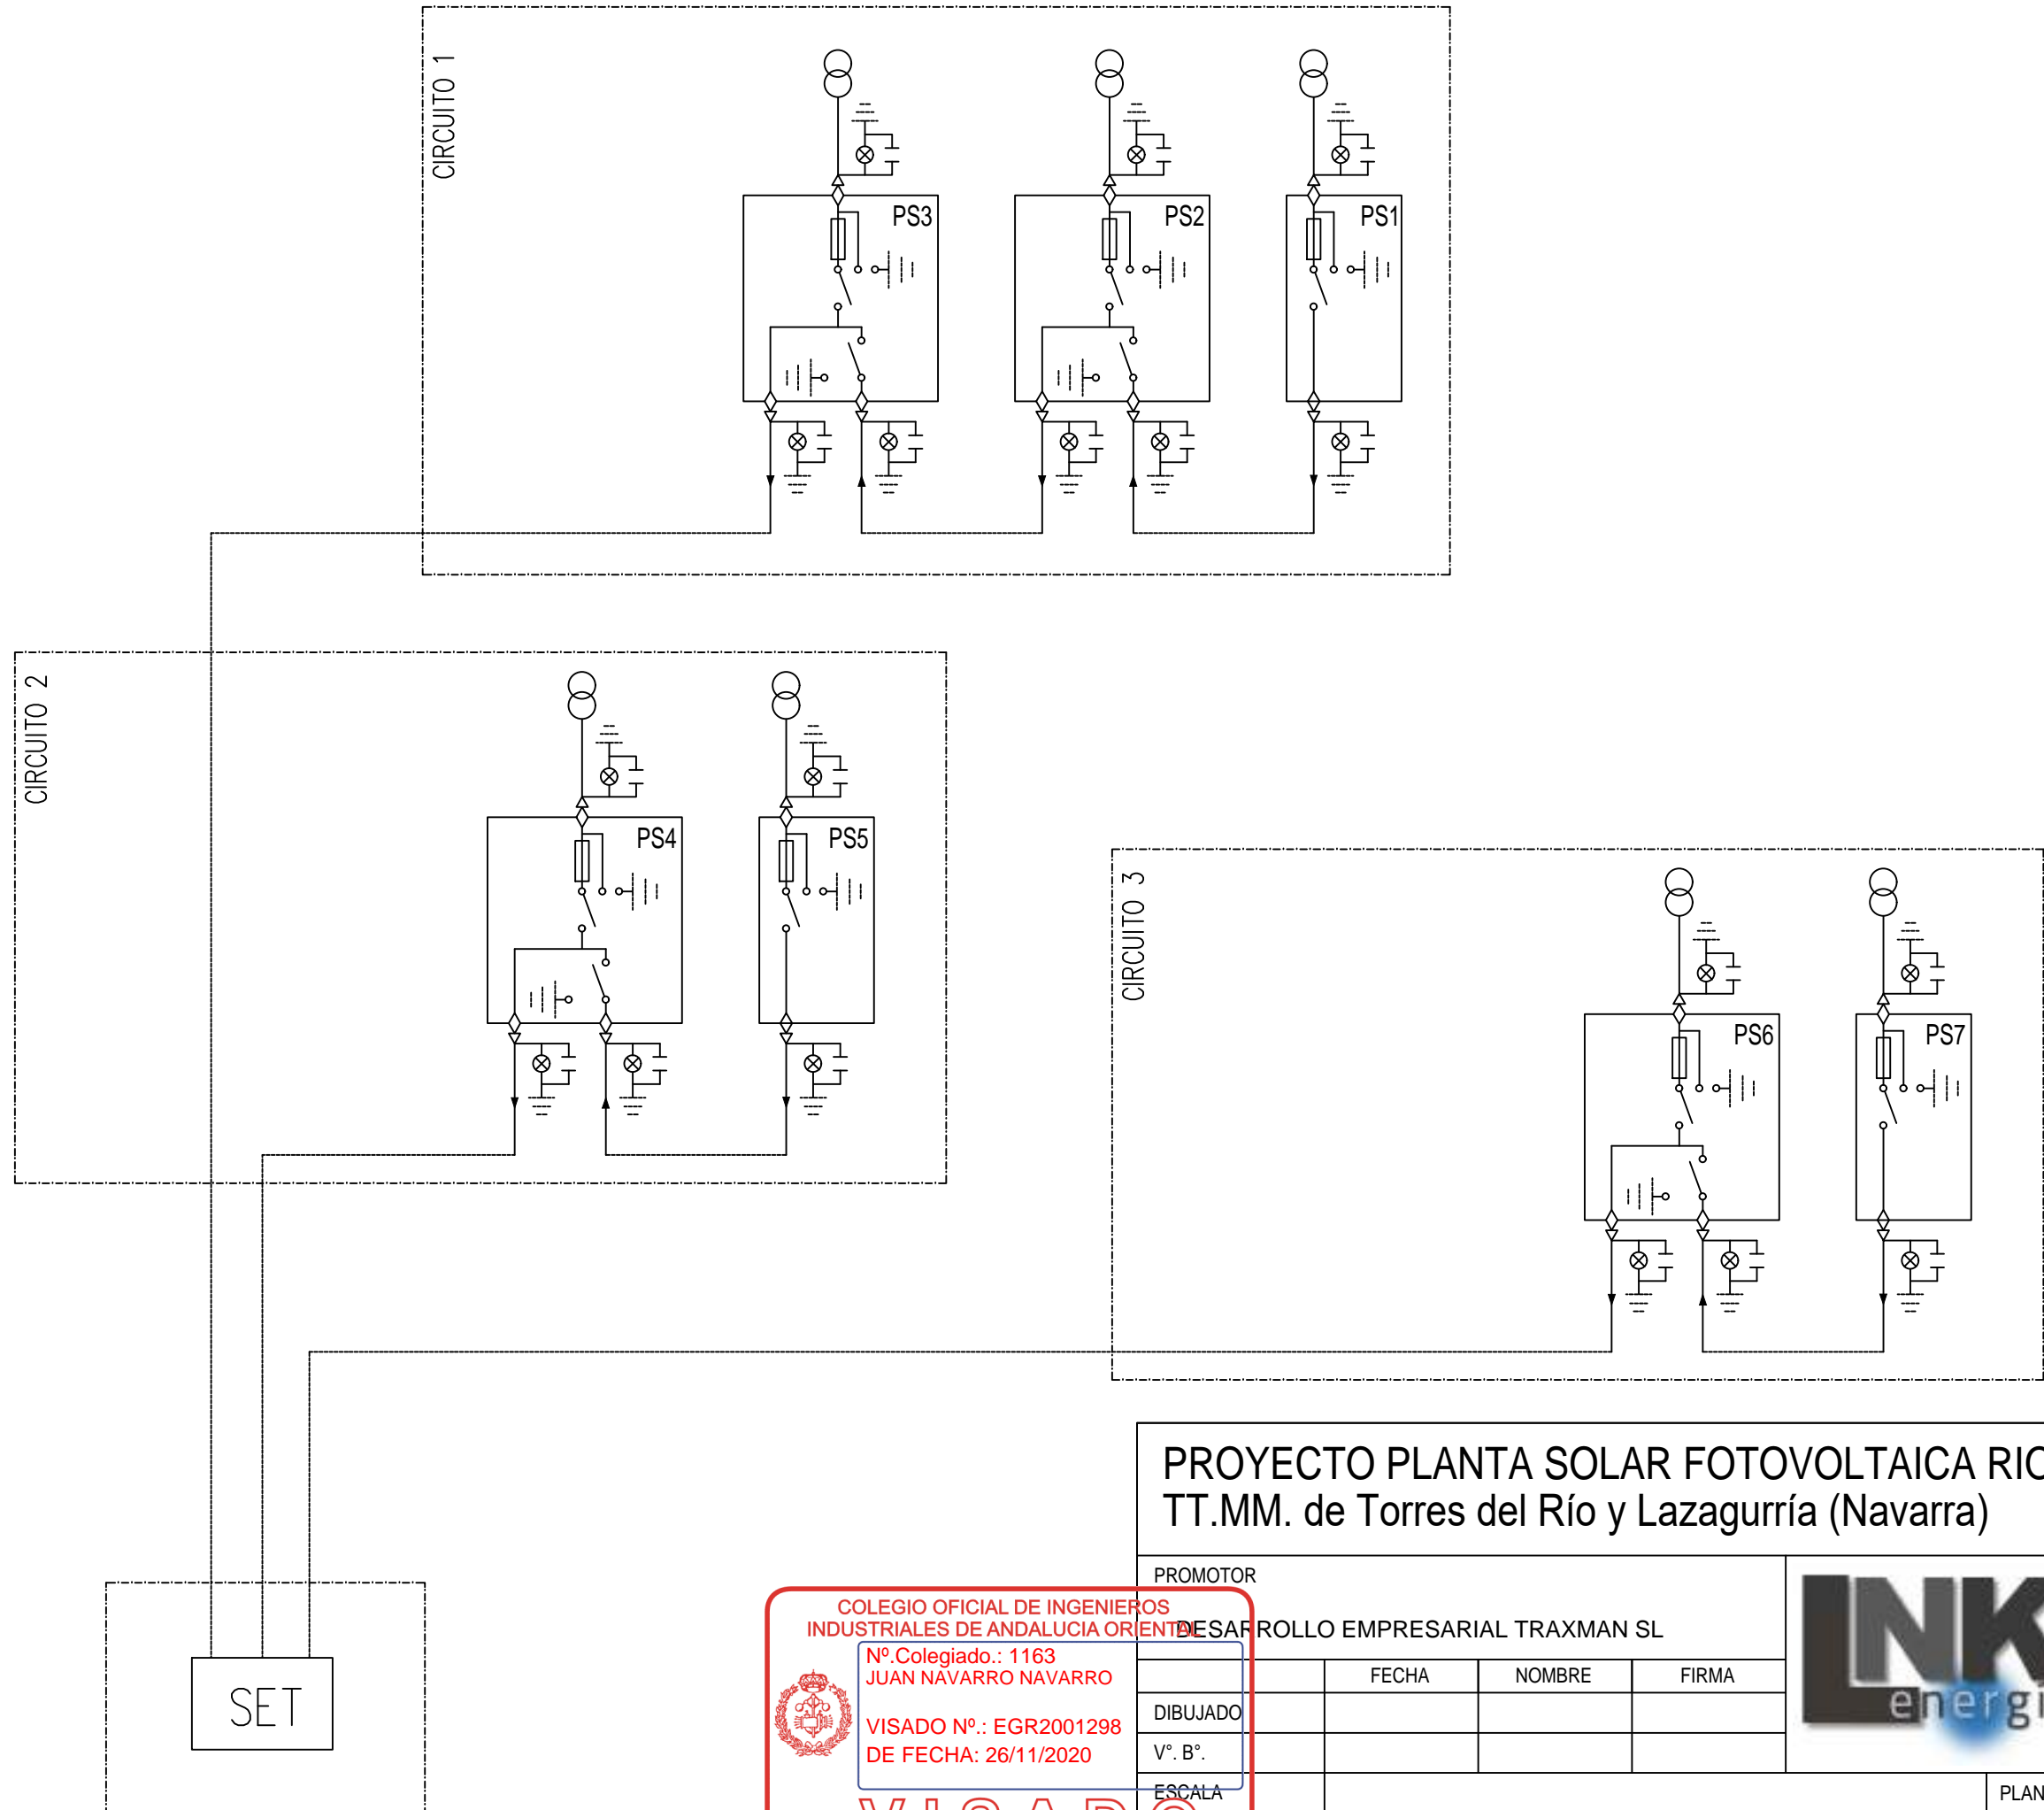 CIRCUITO 1
PS3
PS2
PS1
CIRCUITO 2
PS4
PS5
CIRCUITO 3
PS6
PS7
SET
PROYECTO PLANTA SOLAR FOTOVOLTAICA
TT.MM. de Torres del Río y Lazagurría (Navarra)
PROMOTOR
DESARROLLO EMPRESARIAL TRAXMAN SL
FECHA NOMBRE FIRMA
DIBUJADO
V°. B°.
ESCALA
COLEGIO OFICIAL DE INGENIEROS
INDUSTRIALES DE ANDALUCIA ORIENTAL
Nº.Colegiado.: 1163
JUAN NAVARRO NAVARRO
VISADO Nº.: EGR2001298
DE FECHA: 26/11/2020
VISADO